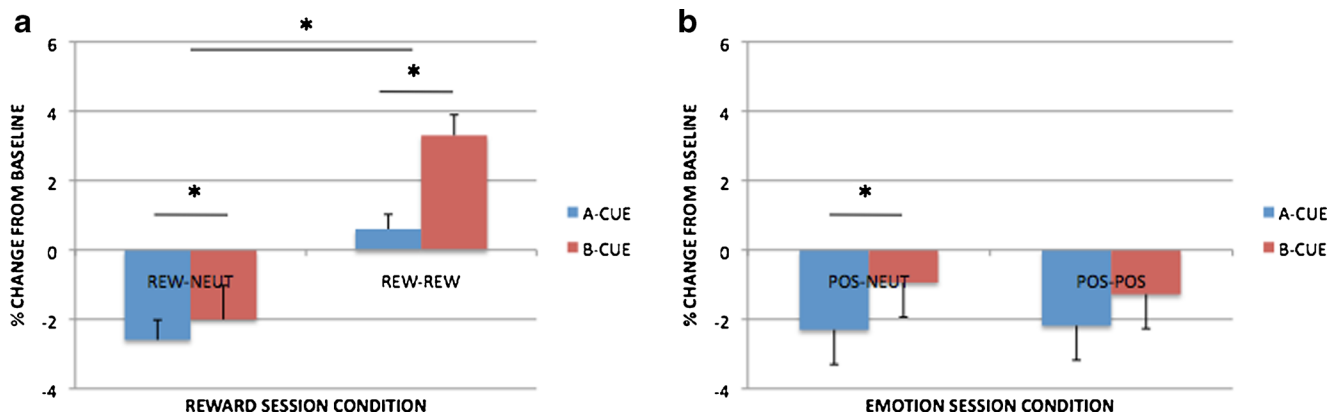 a
*
6
*
4
2
*
0
-2
-4
% CHANGE FROM BASELINE
REW-NEUT
REW-REW
REWARD SESSION CONDITION
A-CUE
B-CUE
b
6
4
2
*
0
-2
-4
% CHANGE FROM BASELINE
POS-NEUT
POS-POS
EMOTION SESSION CONDITION
A-CUE
B-CUE